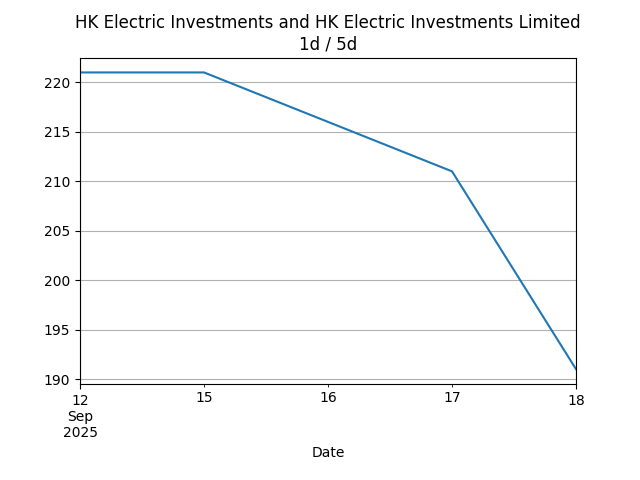 HK Electric Investments and HK Electric Investments Limited
1d / 5d
220
215
210
205
200
195
190
12 15 16 17 18
Sep
2025
Date